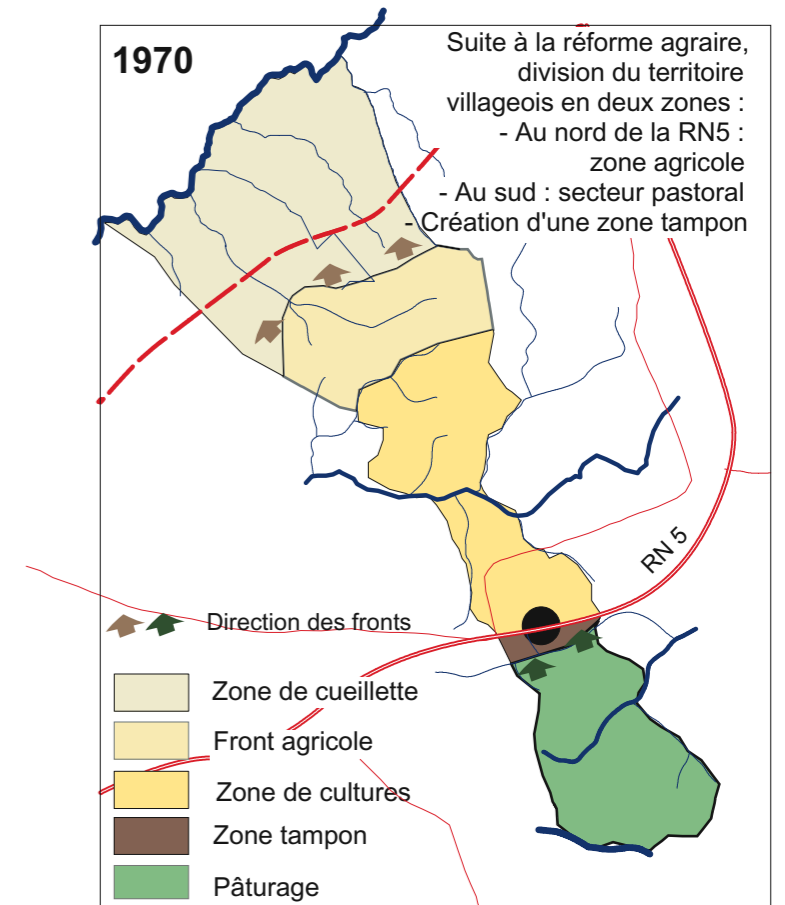 1970
Suite à la réforme agraire,
division du territoire
villageois en deux zones :
- Au nord de la RN5 :
zone agricole
- Au sud : secteur pastoral
- Création d'une zone tampon
RN 5
Direction des fronts
Zone de cueillette
Front agricole
Zone de cultures
Zone tampon
Pâturage